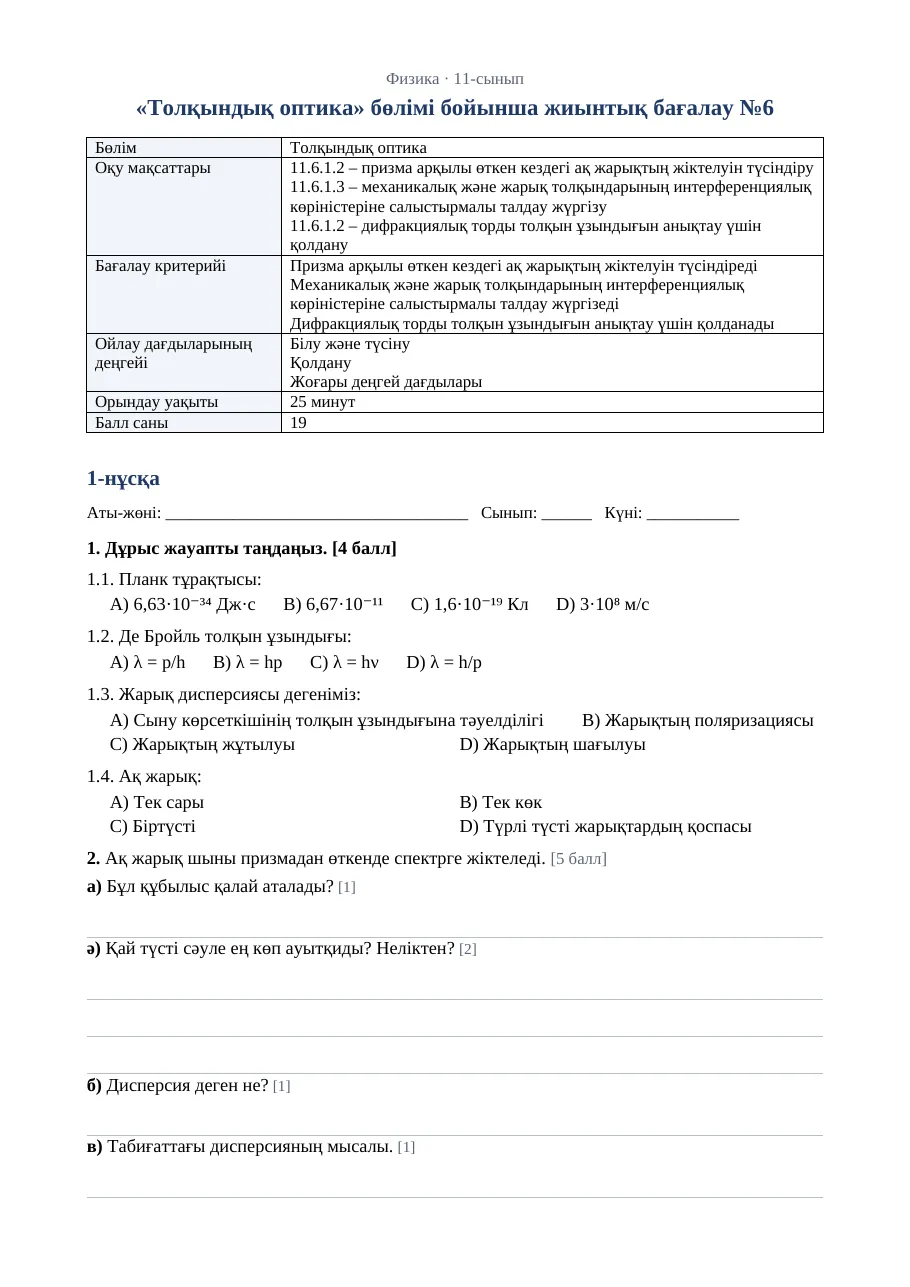 Физика · 11-сынып
«Толқындық оптика» бөлімі бойынша жиынтық бағалау №6
Бөлім Толқындық оптика
Оқу мақсаттары 11.6.1.2 – призма арқылы өткен кездегі ақ жарықтың жіктелуін түсіндіру
11.6.1.3 – механикалық және жарық толқындарының интерференциялық
көріністеріне салыстырмалы талдау жүргізу
11.6.1.2 – дифракциялық торды толқын ұзындығын анықтау үшін
қолдану
Бағалау критерийі Призма арқылы өткен кездегі ақ жарықтың жіктелуін түсіндіреді
Механикалық және жарық толқындарының интерференциялық
көріністеріне салыстырмалы талдау жүргізеді
Дифракциялық торды толқын ұзындығын анықтау үшін қолданады
Ойлау дағдыларының Білу және түсіну
деңгейі Қолдану
Жоғары деңгей дағдылары
Орындау уақыты 25 минут
Балл саны 19
1-нұсқа
Аты-жөні: ____________________________________ Сынып: ______ Күні: ___________
1. Дұрыс жауапты таңдаңыз. [4 балл]
1.1. Планк тұрақтысы:
A) 6,63·10⁻³⁴ Дж·с B) 6,67·10⁻¹¹ C) 1,6·10⁻¹⁹ Кл D) 3·10⁸ м/с
1.2. Де Бройль толқын ұзындығы:
A) λ = p/h B) λ = hp C) λ = hν D) λ = h/p
1.3. Жарық дисперсиясы дегеніміз:
A) Сыну көрсеткішінің толқын ұзындығына тәуелділігі B) Жарықтың поляризациясы
C) Жарықтың жұтылуы D) Жарықтың шағылуы
1.4. Ақ жарық:
A) Тек сары B) Тек көк
C) Біртүсті D) Түрлі түсті жарықтардың қоспасы
2. Ақ жарық шыны призмадан өткенде спектрге жіктеледі. [5 балл]
а) Бұл құбылыс қалай аталады? [1]
ә) Қай түсті сәуле ең көп ауытқиды? Неліктен? [2]
б) Дисперсия деген не? [1]
в) Табиғаттағы дисперсияның мысалы. [1]